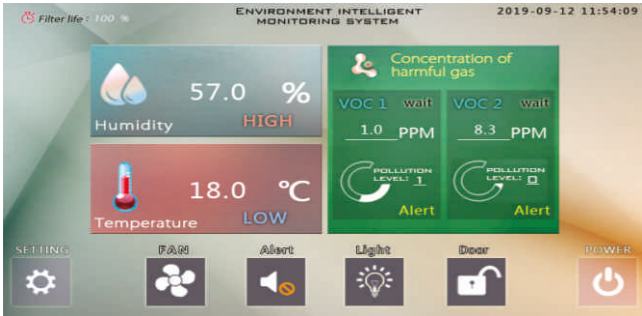 Filter life: 100 %
ENVIRONMENT INTELLIGENT
MONITORING SYSTEM
2019-09-12 11:54:09
57.0 %
Humidity
HIGH
18.0 °C
Temperature
LOW
Concentration of
harmful gas
VOC 1 wait
1.0 PPM
POLLUTION
LEVEL: 1
Alert
VOC 2 wait
8.3 PPM
POLLUTION
LEVEL: 0
Alert
SETTING
FAN
Alert
Light
Door
POWER